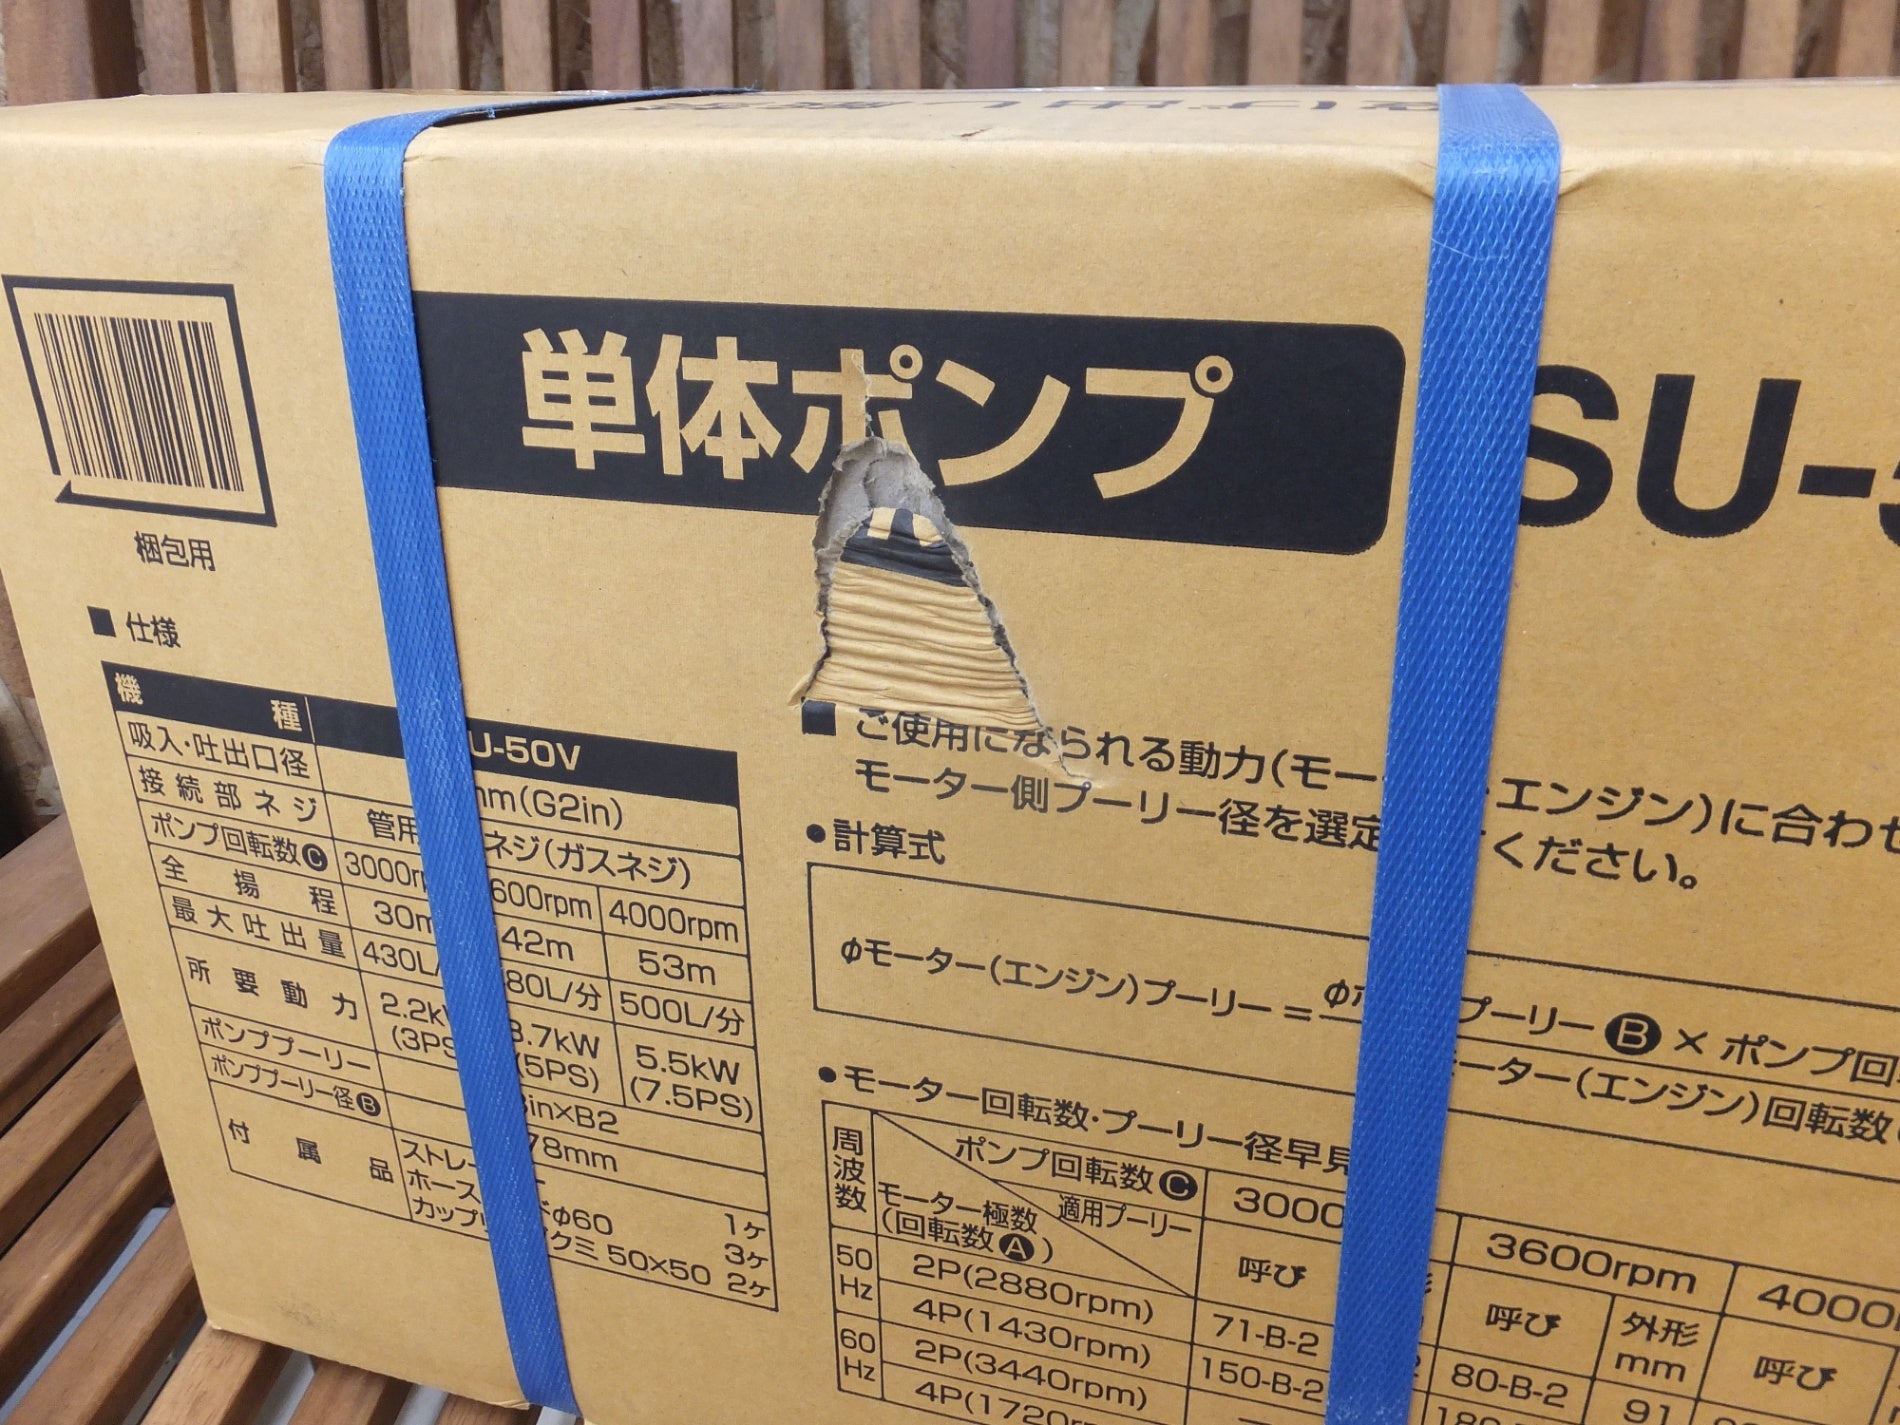 単体ポンプ SU-
梱包用
■ 仕様
機 種 U-50V
吸入・吐出口径 mm(G2in)
接続部ネジ 管用 ネジ(ガスネジ)
ポンプ回転数C 3000r 600rpm 4000rpm
全揚程 30m 42m 53m
最大吐出量 430L/ 80L/分 500L/分
所要動力 2.2k .7kW 5.5kW
(3PS (5PS) (7.5PS)
ポンププーリー in×B2
ポンププーリー径B 78mm
付属品 ストレー 1ヶ
ホース φ60 3ヶ
カップ クミ 50×50 2ヶ
■ ご使用になられる動力(モー エンジン)に合わせ
モーター側プーリー径を選定 ください。
●計算式
φモーター(エンジン)プーリー = φ プーリーB × ポンプ回
ーター(エンジン)回転数
●モーター回転数・プーリー径早見
周波数 ポンプ回転数C 3000 3600rpm 4000
モーター極数 適用プーリー
(回転数A) 呼び 呼び 外形mm 呼び
50Hz 2P(2880rpm) 71-B-2 80-B-2 91
4P(1430rpm) 150-B-2
60Hz 2P(3440rpm)
4P(1720r